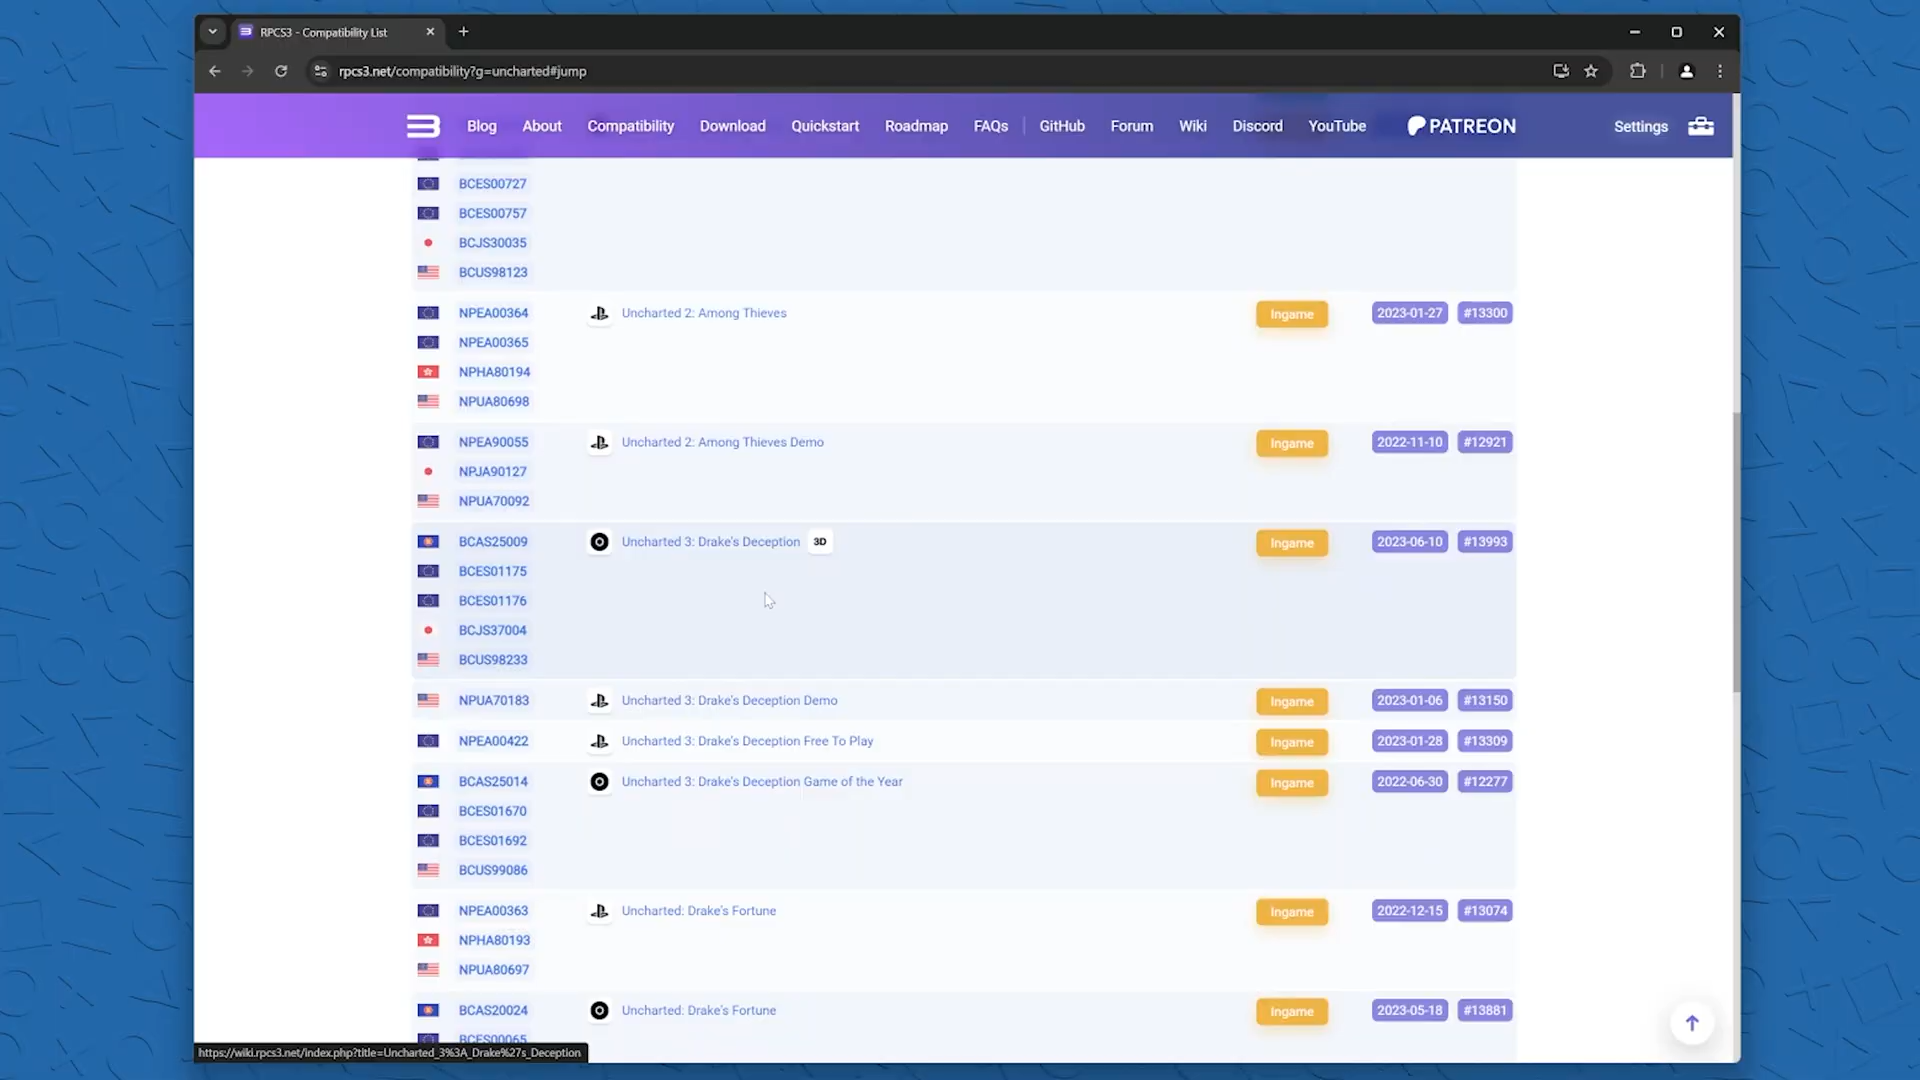 RPCS3 - Compatibility List
rpcs3.net/compatibility?g=uncharted#jump
Blog About Compatibility Download Quickstart Roadmap FAQs GitHub Forum Wiki Discord YouTube PATREON Settings
BCES00727
BCES00757
BCJS30035
BCUS98123
NPEA00364 Uncharted 2: Among Thieves Ingame 2023-01-27 #13300
NPEA00365
NPHA80194
NPUA80698
NPEA90055 Uncharted 2: Among Thieves Demo Ingame 2022-11-10 #12921
NPJA90127
NPUA70092
BCAS25009 Uncharted 3: Drake's Deception 3D Ingame 2023-06-10 #13993
BCES01175
BCES01176
BCJS37004
BCUS98233
NPUA70183 Uncharted 3: Drake's Deception Demo Ingame 2023-01-06 #13150
NPEA00422 Uncharted 3: Drake's Deception Free To Play Ingame 2023-01-28 #13309
BCAS25014 Uncharted 3: Drake's Deception Game of the Year Ingame 2022-06-30 #12277
BCES01670
BCES01692
BCUS99086
NPEA00363 Uncharted: Drake's Fortune Ingame 2022-12-15 #13074
NPHA80193
NPUA80697
BCAS20024 Uncharted: Drake's Fortune Ingame 2023-05-18 #13881
BCES00065
https://wiki.rpcs3.net/index.php?title=Uncharted_3%3A_Drake%27s_Deception